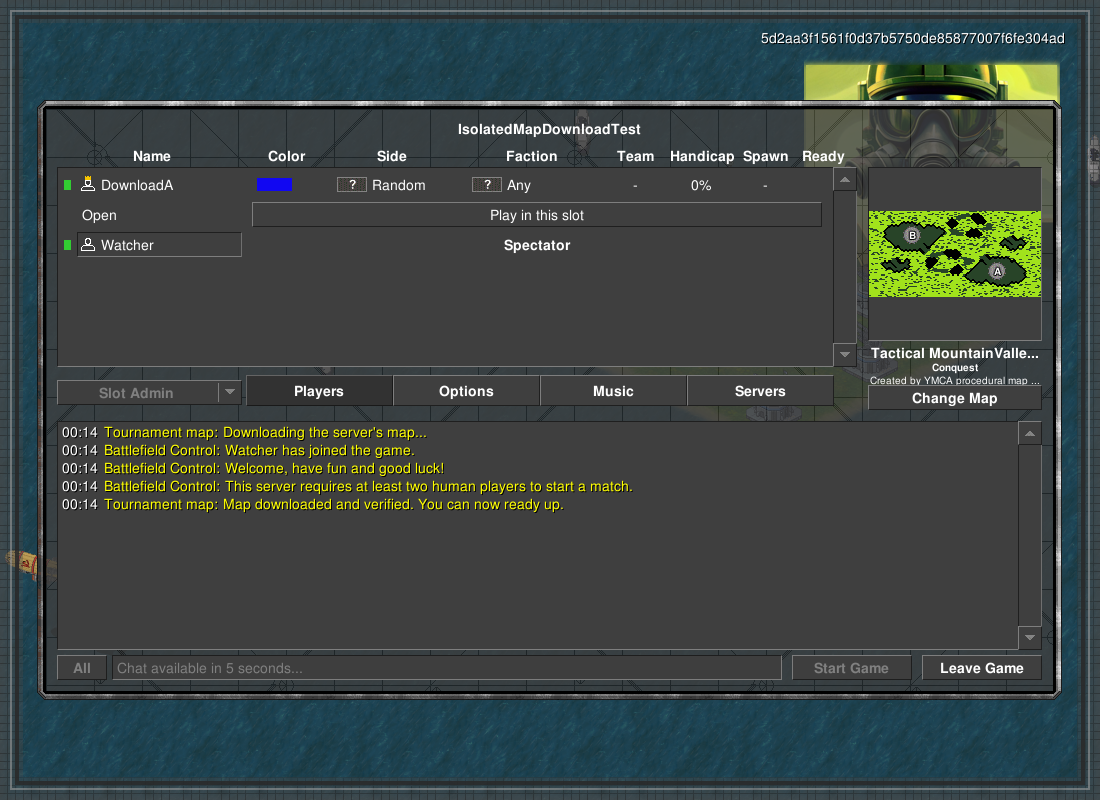 5d2aa3f1561f0d37b5750de85877007f6fe304ad
IsolatedMapDownloadTest
Name Color Side Faction Team Handicap Spawn Ready
DownloadA ? Random ? Any - 0% -
Open Play in this slot
Watcher Spectator
B
A
Tactical MountainValle...
Conquest
Created by YMCA procedural map ...
Change Map
Slot Admin Players Options Music Servers
00:14 Tournament map: Downloading the server's map...
00:14 Battlefield Control: Watcher has joined the game.
00:14 Battlefield Control: Welcome, have fun and good luck!
00:14 Battlefield Control: This server requires at least two human players to start a match.
00:14 Tournament map: Map downloaded and verified. You can now ready up.
All Chat available in 5 seconds... Start Game Leave Game